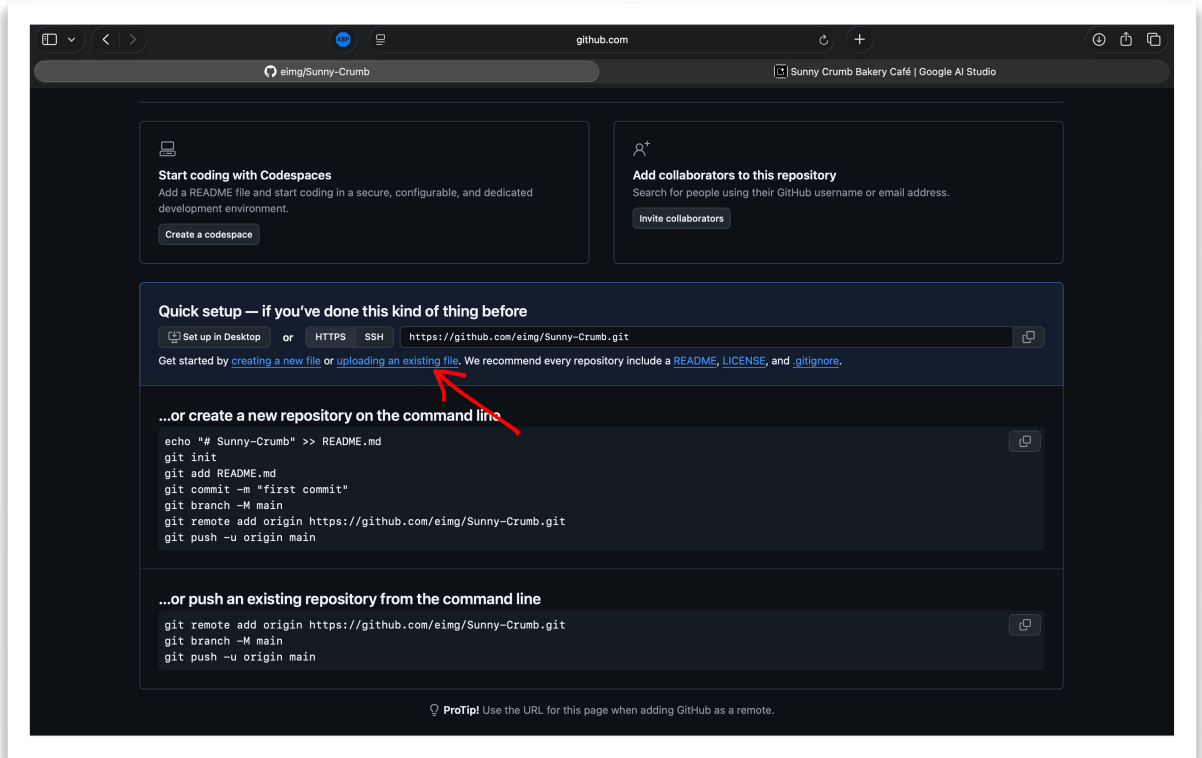 ABP
github.com
eimg/Sunny-Crumb
Sunny Crumb Bakery Café | Google AI Studio
Start coding with Codespaces
Add a README file and start coding in a secure, configurable, and dedicated
development environment.
Create a codespace
Add collaborators to this repository
Search for people using their GitHub username or email address.
Invite collaborators
Quick setup — if you’ve done this kind of thing before
Set up in Desktop or HTTPS SSH https://github.com/eimg/Sunny-Crumb.git
Get started by creating a new file or uploading an existing file. We recommend every repository include a README, LICENSE, and .gitignore.
...or create a new repository on the command line
echo "# Sunny-Crumb" >> README.md
git init
git add README.md
git commit -m "first commit"
git branch -M main
git remote add origin https://github.com/eimg/Sunny-Crumb.git
git push -u origin main
...or push an existing repository from the command line
git remote add origin https://github.com/eimg/Sunny-Crumb.git
git branch -M main
git push -u origin main
ProTip! Use the URL for this page when adding GitHub as a remote.